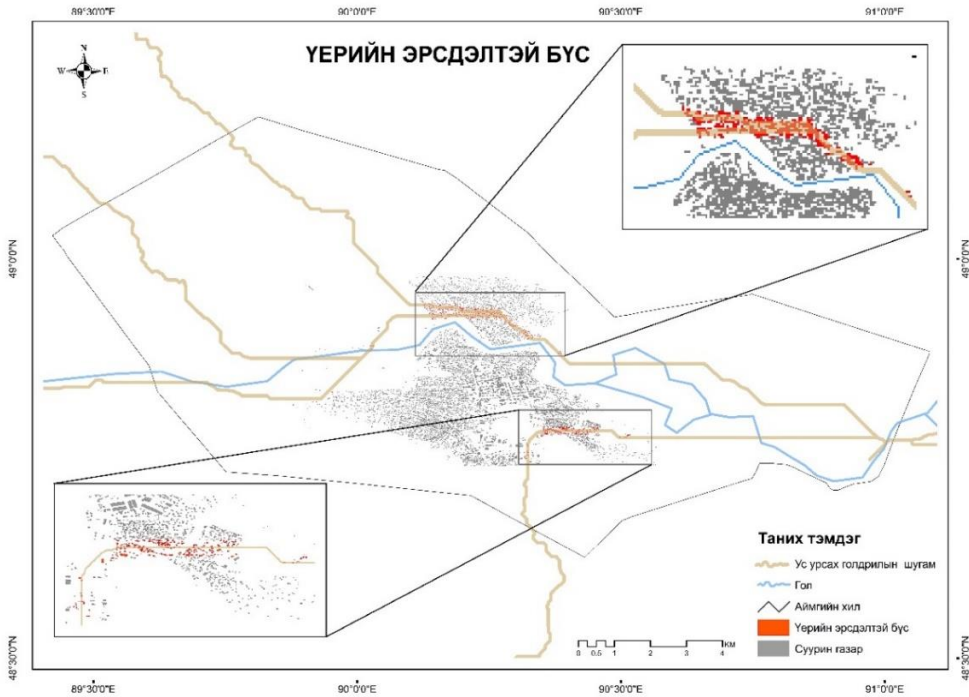 89°30'0"E 90°0'0"E 90°30'0"E 91°0'0"E
ҮЕРИЙН ЭРСДЭЛТЭЙ БҮС
N
W E
S
49°0'0"N 49°0'0"N
Таних тэмдэг
Ус урсах голдрилын шугам
Гол
Аймгийн хил
Үерийн эрсдэлтэй бүс
Суурин газар
0 0.5 1 2 3 4 КМ
48°30'0"N 48°30'0"N
89°30'0"E 90°0'0"E 90°30'0"E 91°0'0"E